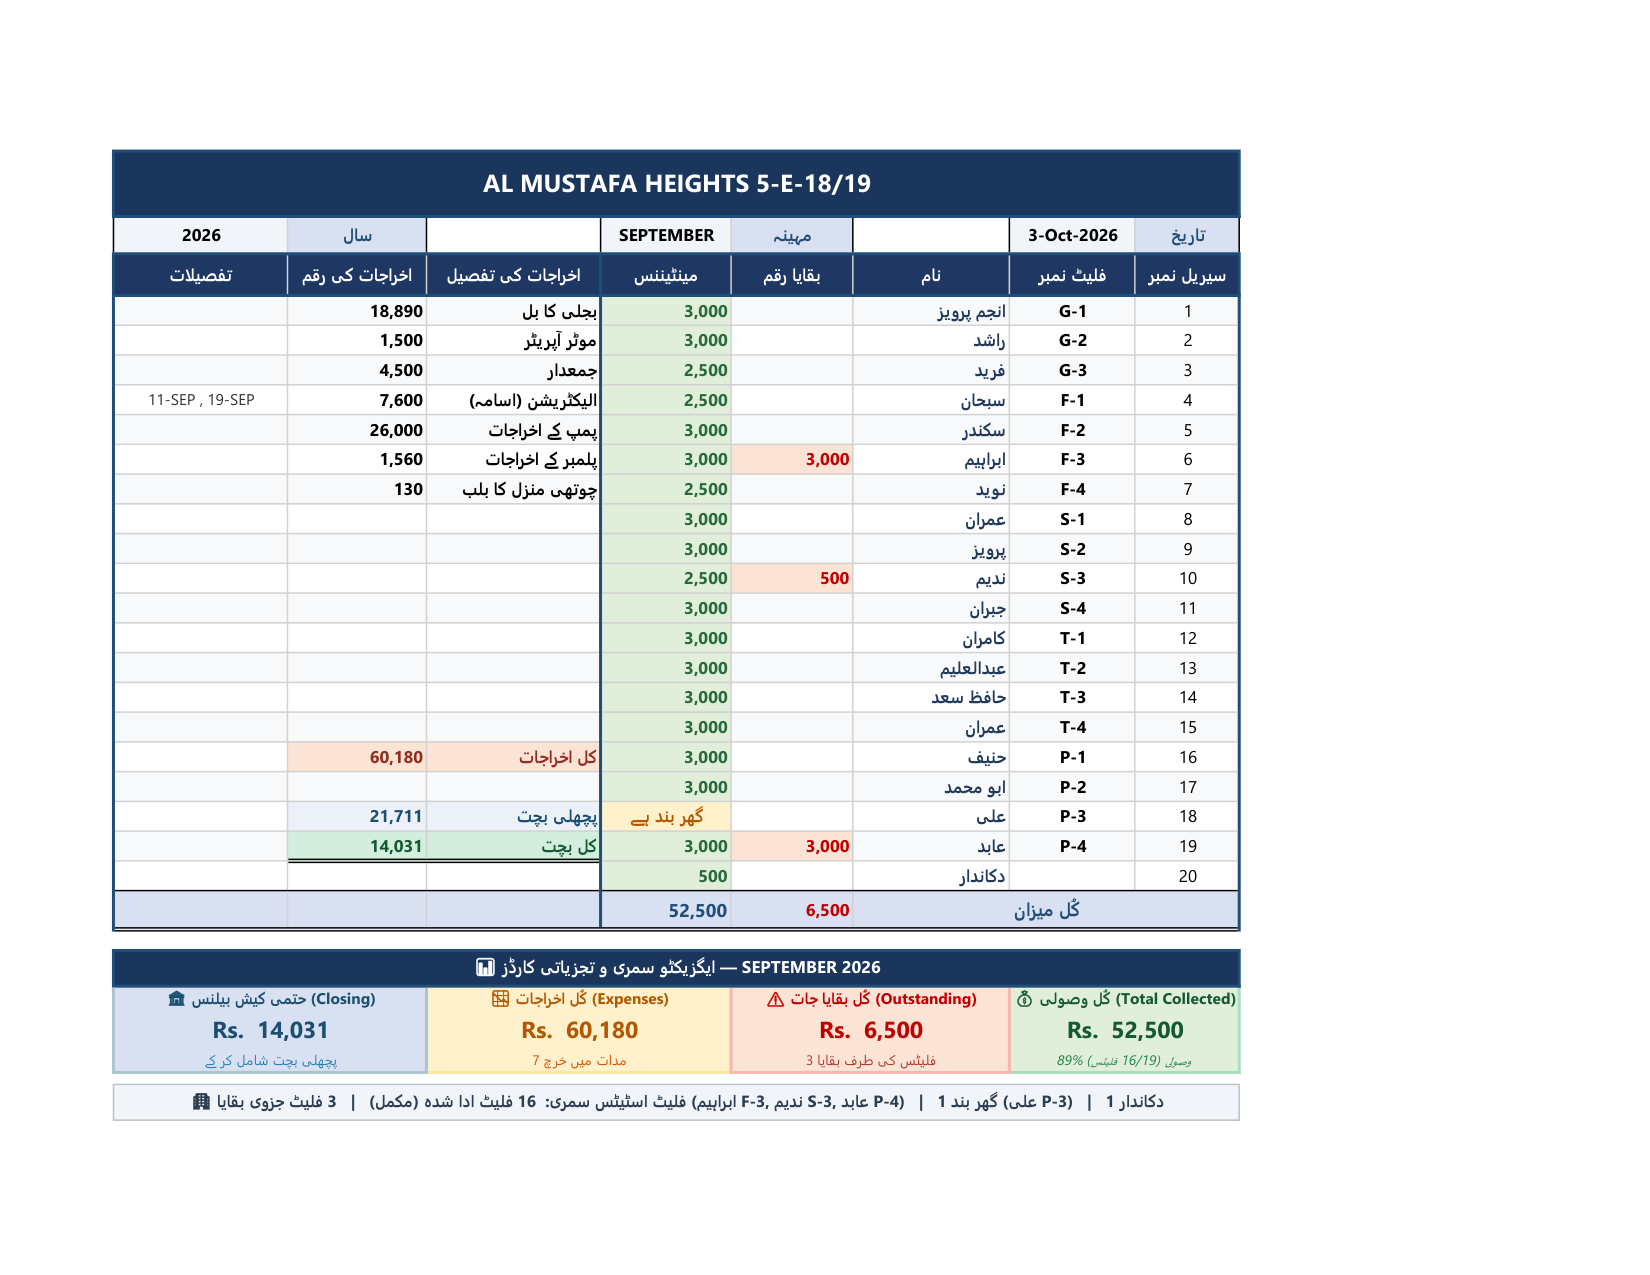 AL MUSTAFA HEIGHTS 5-E-18/19
تاریخ 3-Oct-2026 مہینہ SEPTEMBER سال 2026
سیریل نمبر فلیٹ نمبر نام بقایا رقم مینٹیننس اخراجات کی تفصیل اخراجات کی رقم تفصیلات
1 G-1 انجم پرویز 3,000 بجلی کا بل 18,890
2 G-2 راشد 3,000 موٹر آپریٹر 1,500
3 G-3 فرید 2,500 جمعدار 4,500
4 F-1 سبحان 2,500 الیکٹریشن (اسامہ) 7,600 11-SEP , 19-SEP
5 F-2 سکندر 3,000 پمپ کے اخراجات 26,000
6 F-3 ابراہیم 3,000 3,000 پلمبر کے اخراجات 1,560
7 F-4 نوید 2,500 چوتھی منزل کا بلب 130
8 S-1 عمران 3,000
9 S-2 پرویز 3,000
10 S-3 ندیم 500 2,500
11 S-4 جبران 3,000
12 T-1 کامران 3,000
13 T-2 عبدالعلیم 3,000
14 T-3 حافظ سعد 3,000
15 T-4 عمران 3,000
16 P-1 حنیف 3,000 کل اخراجات 60,180
17 P-2 ابو محمد 3,000
18 P-3 علی گھر بند ہے پچھلی بچت 21,711
19 P-4 عابد 3,000 3,000 کل بچت 14,031
20 دکاندار 500
کُل میزان 6,500 52,500
ایگزیکٹو سمری و تجزیاتی کارڈز — SEPTEMBER 2026
کُل وصولی (Total Collected) کُل بقایا جات (Outstanding) کُل اخراجات (Expenses) حتمی کیش بیلنس (Closing)
Rs. 52,500 Rs. 6,500 Rs. 60,180 Rs. 14,031
89% وصولی (16/19 فلیٹس) 3 فلیٹس کی طرف بقایا 7 مدات میں خرچ پچھلی بچت شامل کر کے
فلیٹ اسٹیٹس سمری: 16 فلیٹ ادا شدہ (مکمل) | 3 فلیٹ جزوی بقایا (ابراہیم F-3, ندیم S-3, عابد P-4) | 1 گھر بند (علی P-3) | 1 دکاندار